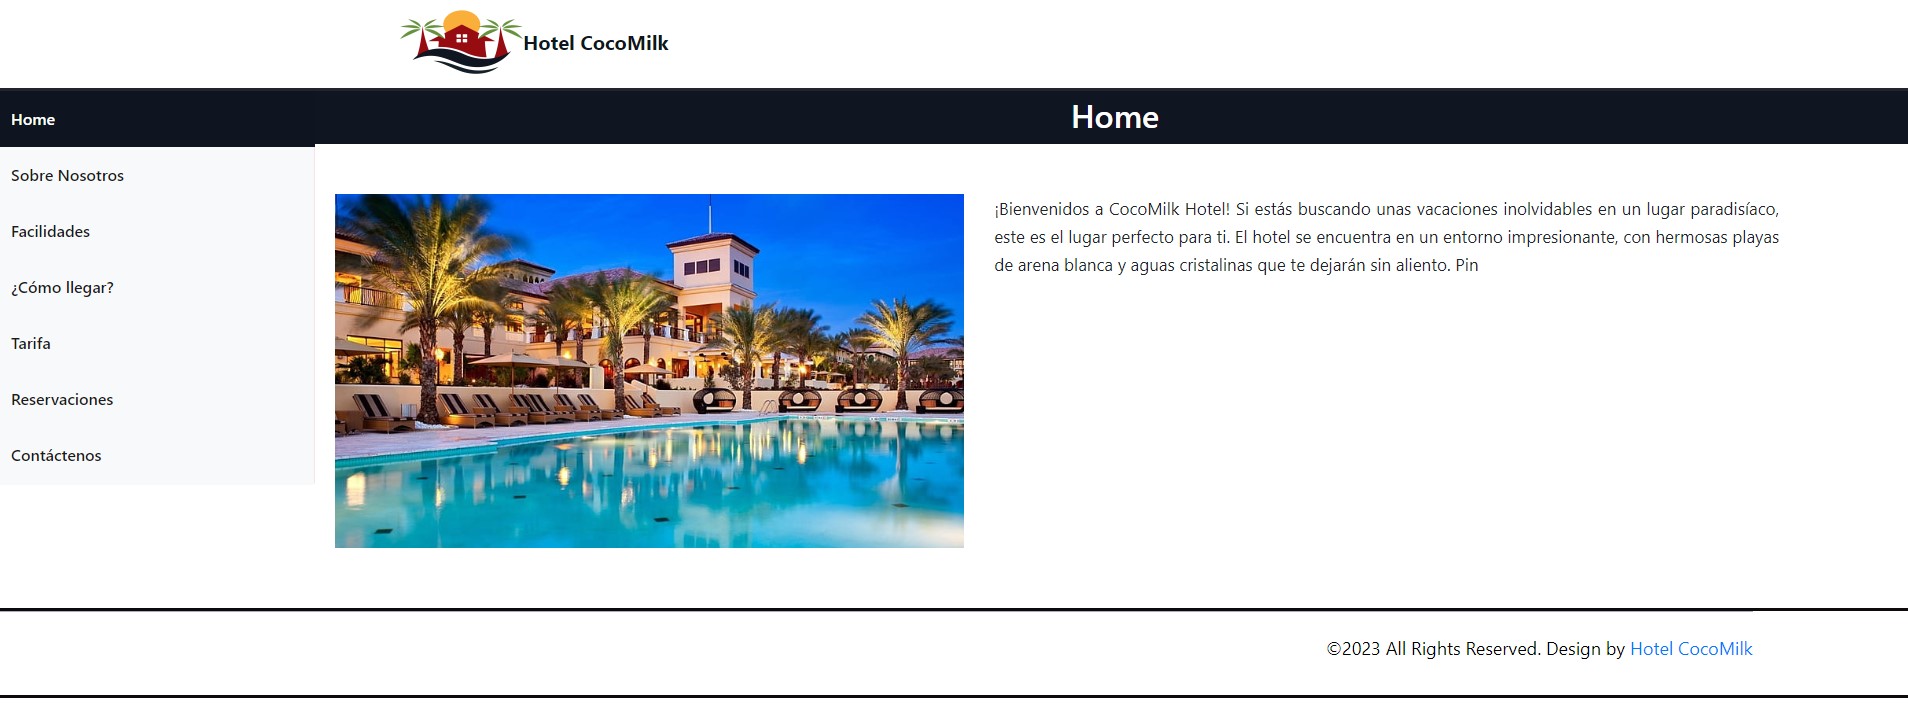 Hotel CocoMilk
Home
Home
Sobre Nosotros
Facilidades
¿Cómo llegar?
Tarifa
Reservaciones
Contáctenos
¡Bienvenidos a CocoMilk Hotel! Si estás buscando unas vacaciones inolvidables en un lugar paradisíaco,
este es el lugar perfecto para ti. El hotel se encuentra en un entorno impresionante, con hermosas playas
de arena blanca y aguas cristalinas que te dejarán sin aliento. Pin
©2023 All Rights Reserved. Design by Hotel CocoMilk